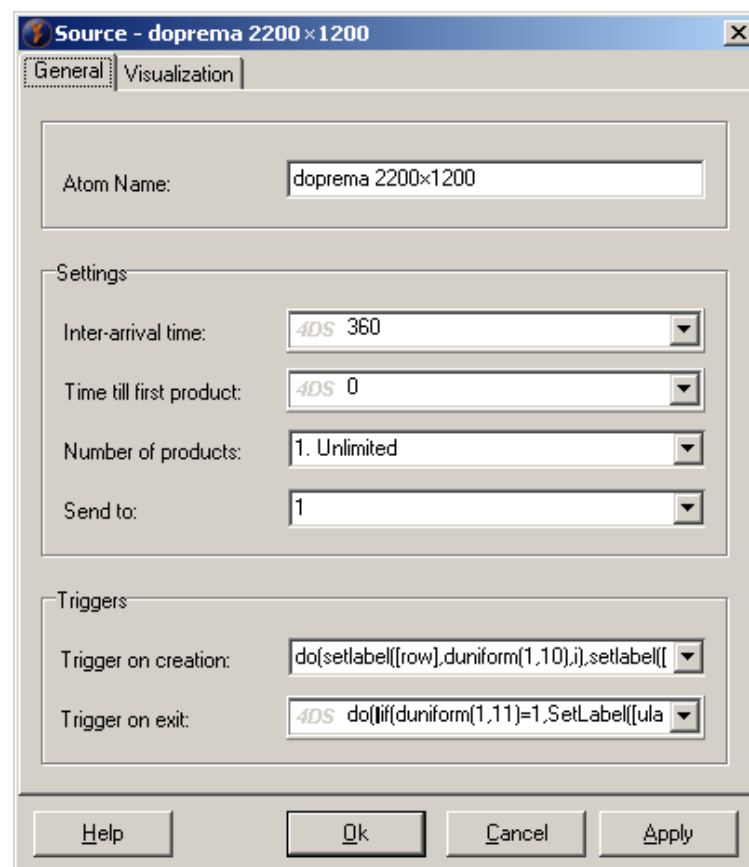 Source - doprema 2200×1200
General Visualization
Atom Name: doprema 2200×1200
Settings
Inter-arrival time: 4DS 360
Time till first product: 4DS 0
Number of products: 1. Unlimited
Send to: 1
Triggers
Trigger on creation: do(setlabel([row],duniform(1,10),i),setlabel([
Trigger on exit: 4DS do(Iif(duniform(1,11)=1,SetLabel([ula
Help Ok Cancel Apply